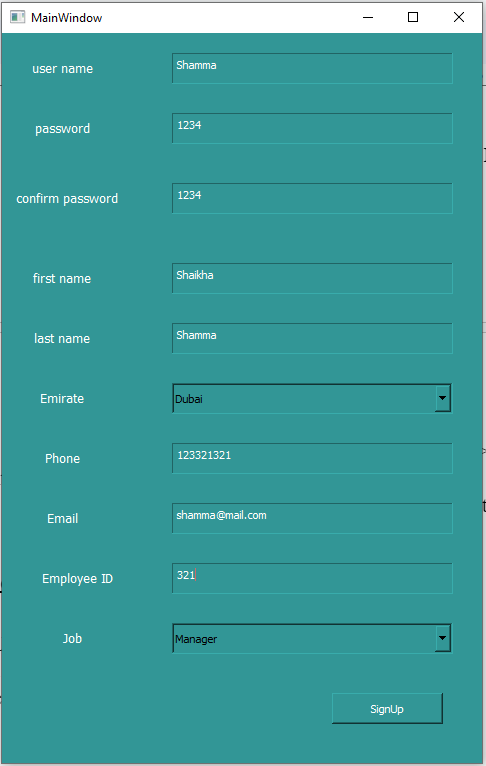 MainWindow
user name Shamma
password 1234
confirm password 1234
first name Shaikha
last name Shamma
Emirate Dubai
Phone 123321321
Email shamma@mail.com
Employee ID 321
Job Manager
SignUp